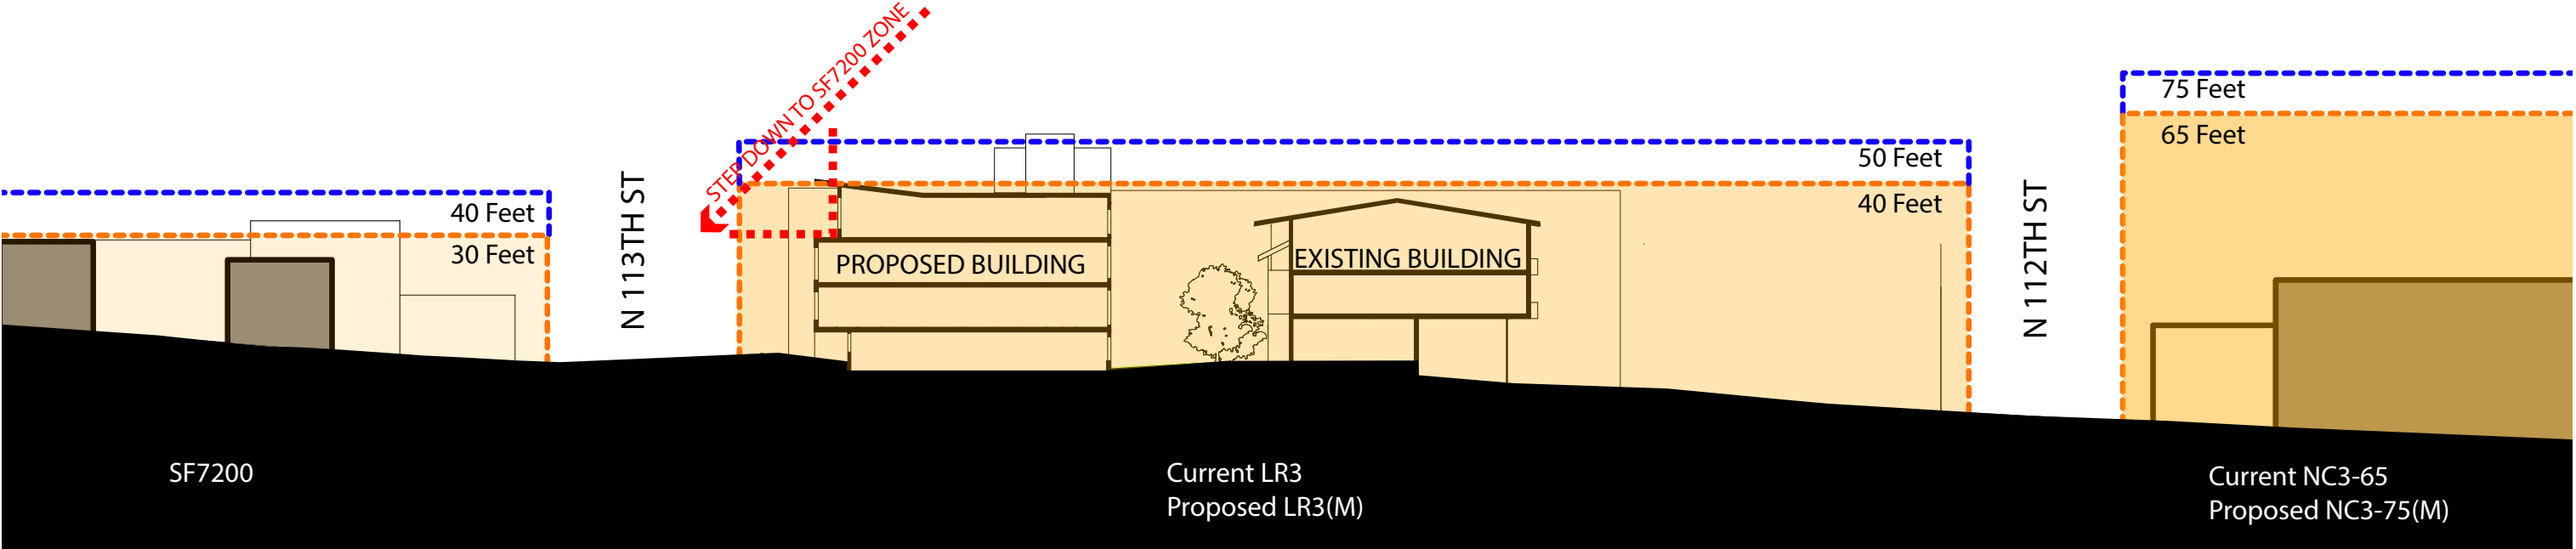 STEP DOWN TO SF7200 ZONE
75 Feet
65 Feet
50 Feet
40 Feet
40 Feet
30 Feet
N 113TH ST
N 112TH ST
PROPOSED BUILDING
EXISTING BUILDING
SF7200
Current LR3
Proposed LR3(M)
Current NC3-65
Proposed NC3-75(M)